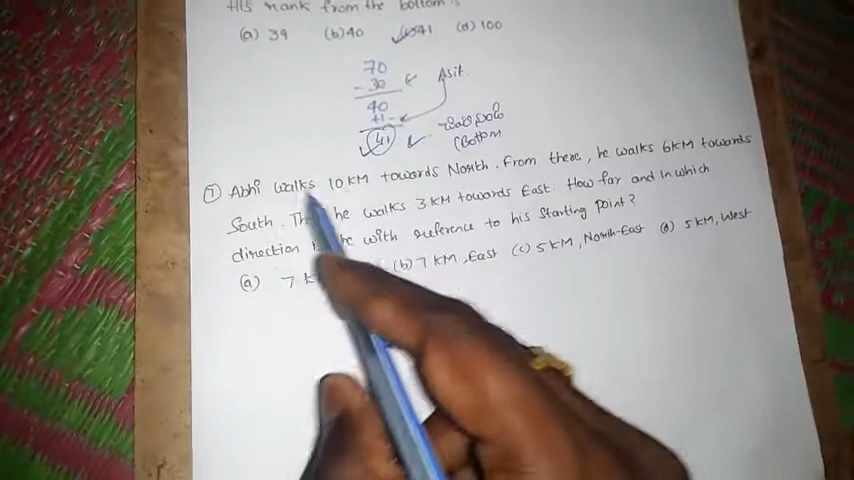 His rank from the bottom is
(a) 39 (b) 40 (c) 41 (d) 100
70
- 30
Asit.
40
+1
41
(Bottom
7 Abhi walks 10 KM towards North. From there, he walks 6 KM towards
South. he walks 3 KM towards East. How far and in which
direction he with reference to his starting point?
(a) 7 (b) 7 KM, East (c) 5 KM, North-East (d) 5 KM, West